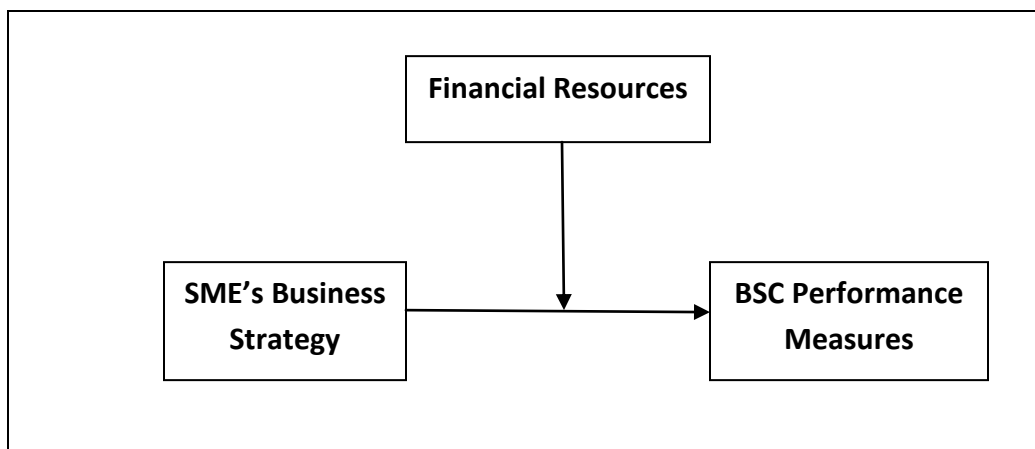 Financial Resources
SME’s Business
Strategy
BSC Performance
Measures